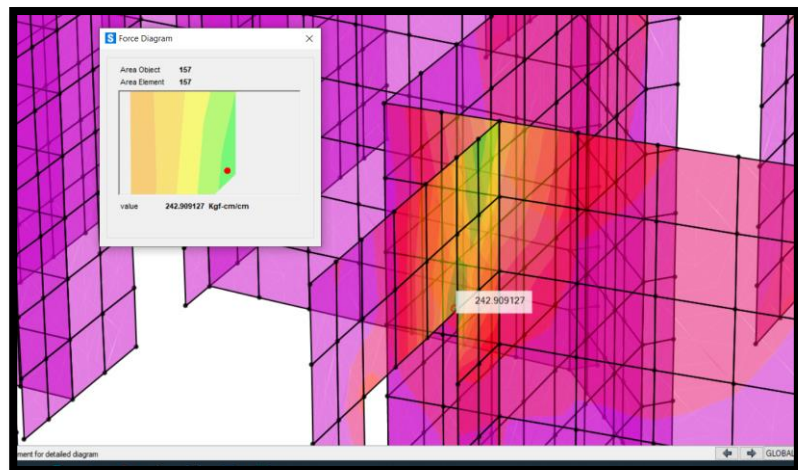 S Force Diagram
Area Object 157
Area Element 157
value 242.909127 Kgf-cm/cm
242.909127
ment for detailed diagram
GLOBAL